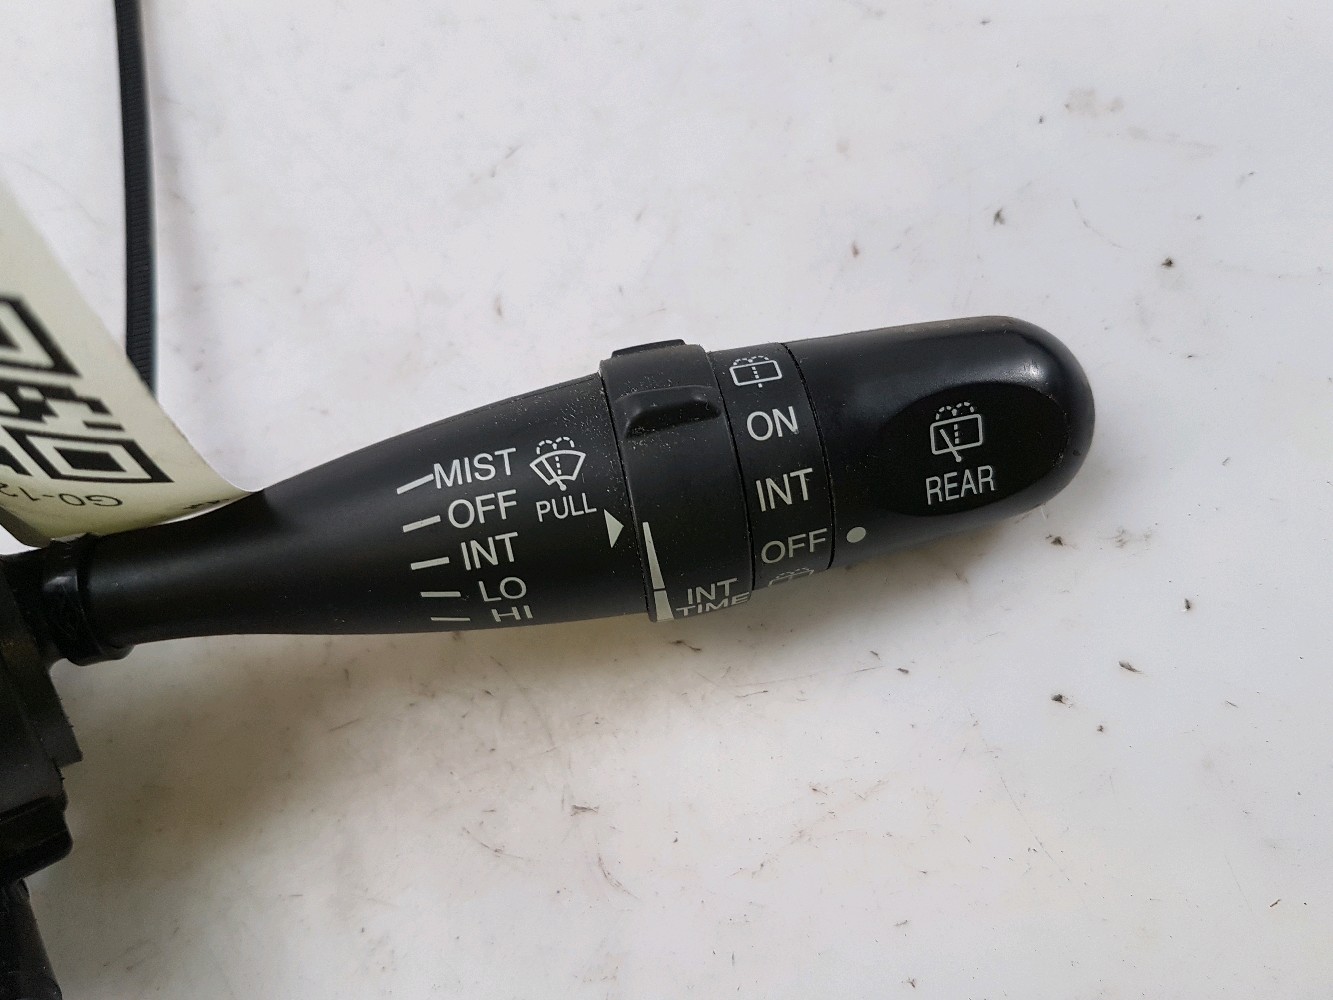 MIST
OFF
INT
LO
HI
PULL
INT
TIME
ON
INT
OFF
REAR